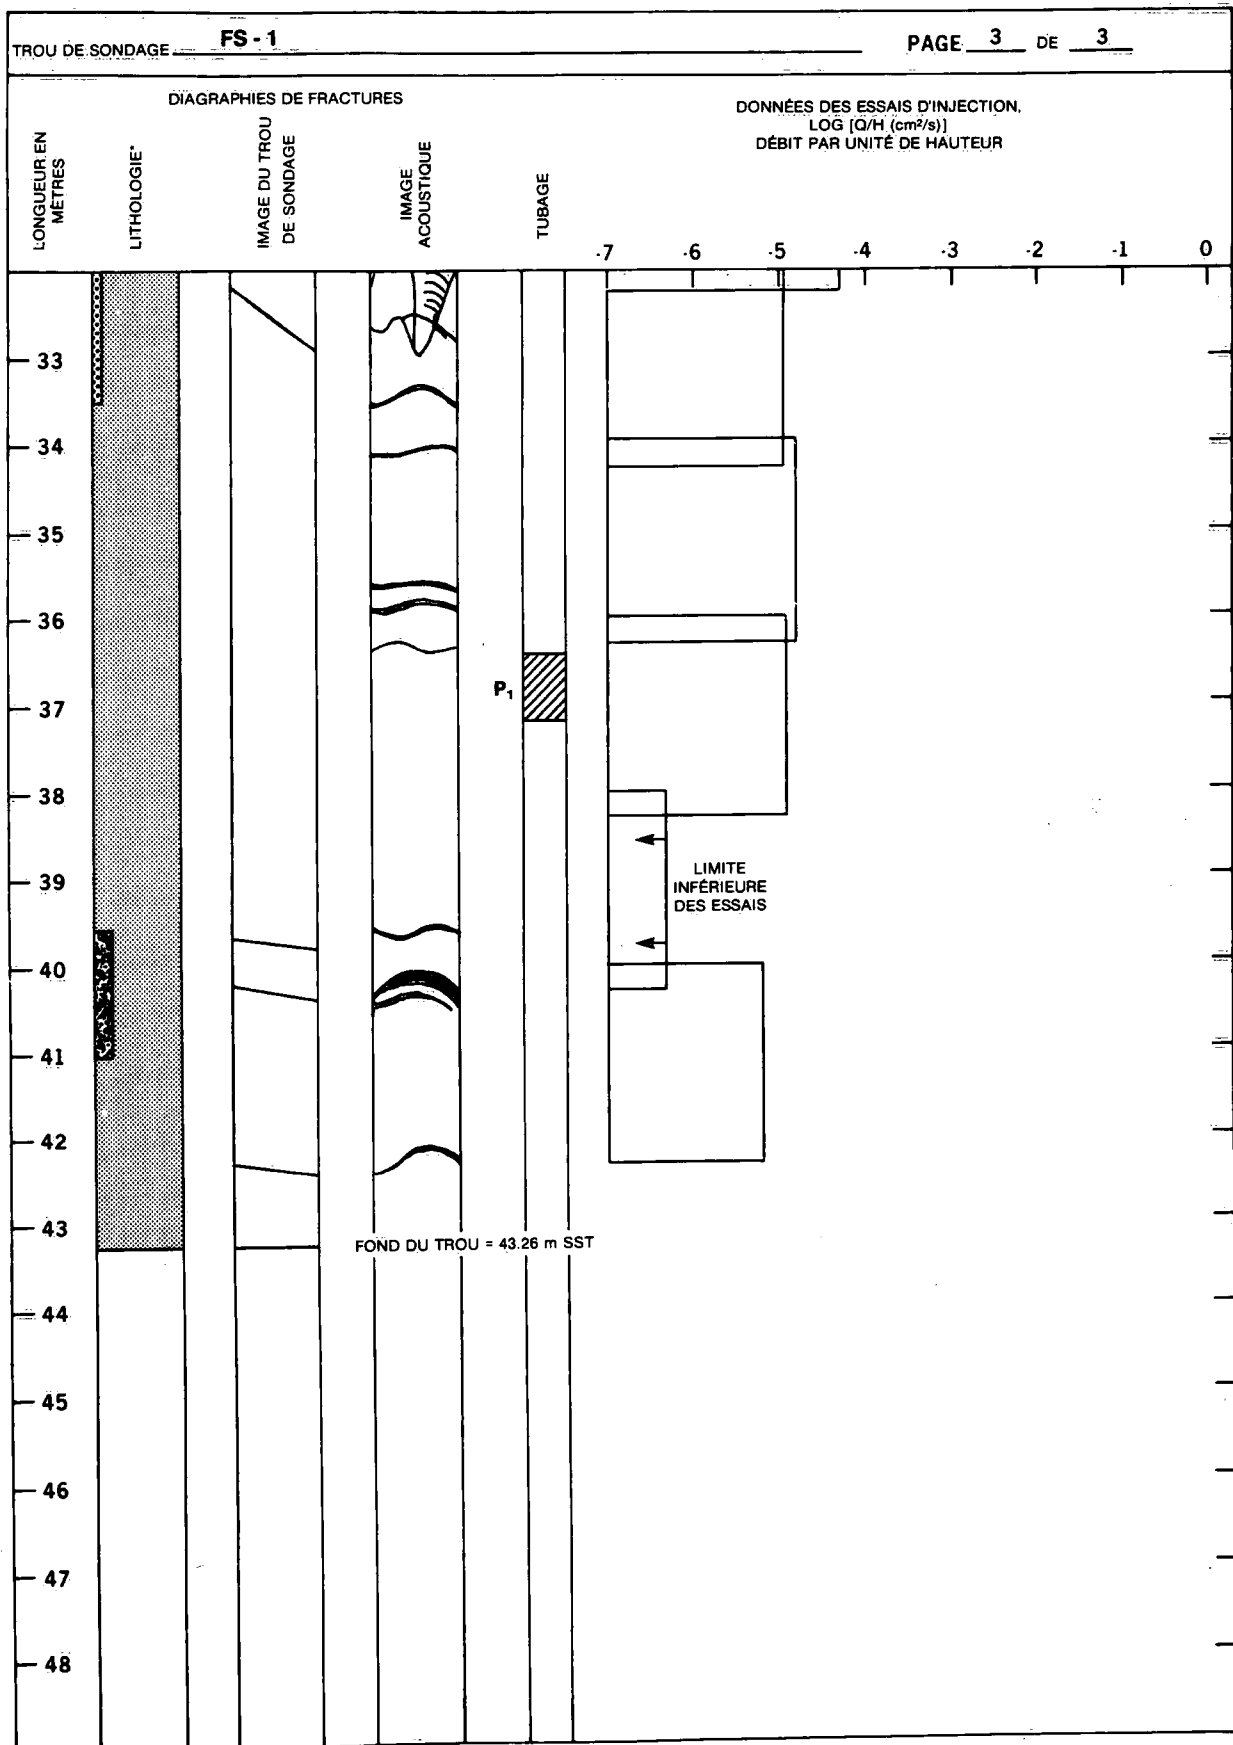 TROU DE SONDAGE FS - 1 PAGE 3 DE 3
DIAGRAPHIES DE FRACTURES
DONNÉES DES ESSAIS D'INJECTION,
LOG [Q/H (cm²/s)]
DÉBIT PAR UNITÉ DE HAUTEUR
LONGUEUR EN
MÈTRES
LITHOLOGIE*
IMAGE DU TROU
DE SONDAGE
IMAGE
ACOUSTIQUE
TUBAGE
-7 -6 -5 -4 -3 -2 -1 0
33
34
35
36
P₁
37
38
LIMITE
INFÉRIEURE
DES ESSAIS
39
40
41
42
43
FOND DU TROU = 43.26 m SST
44
45
46
47
48